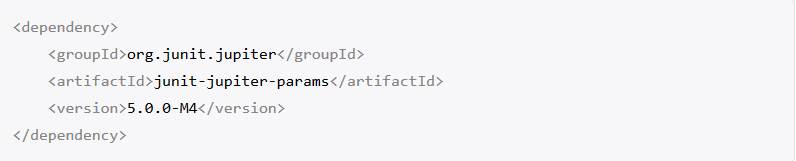 <dependency>
    <groupId>org.junit.jupiter</groupId>
    <artifactId>junit-jupiter-params</artifactId>
    <version>5.0.0-M4</version>
</dependency>